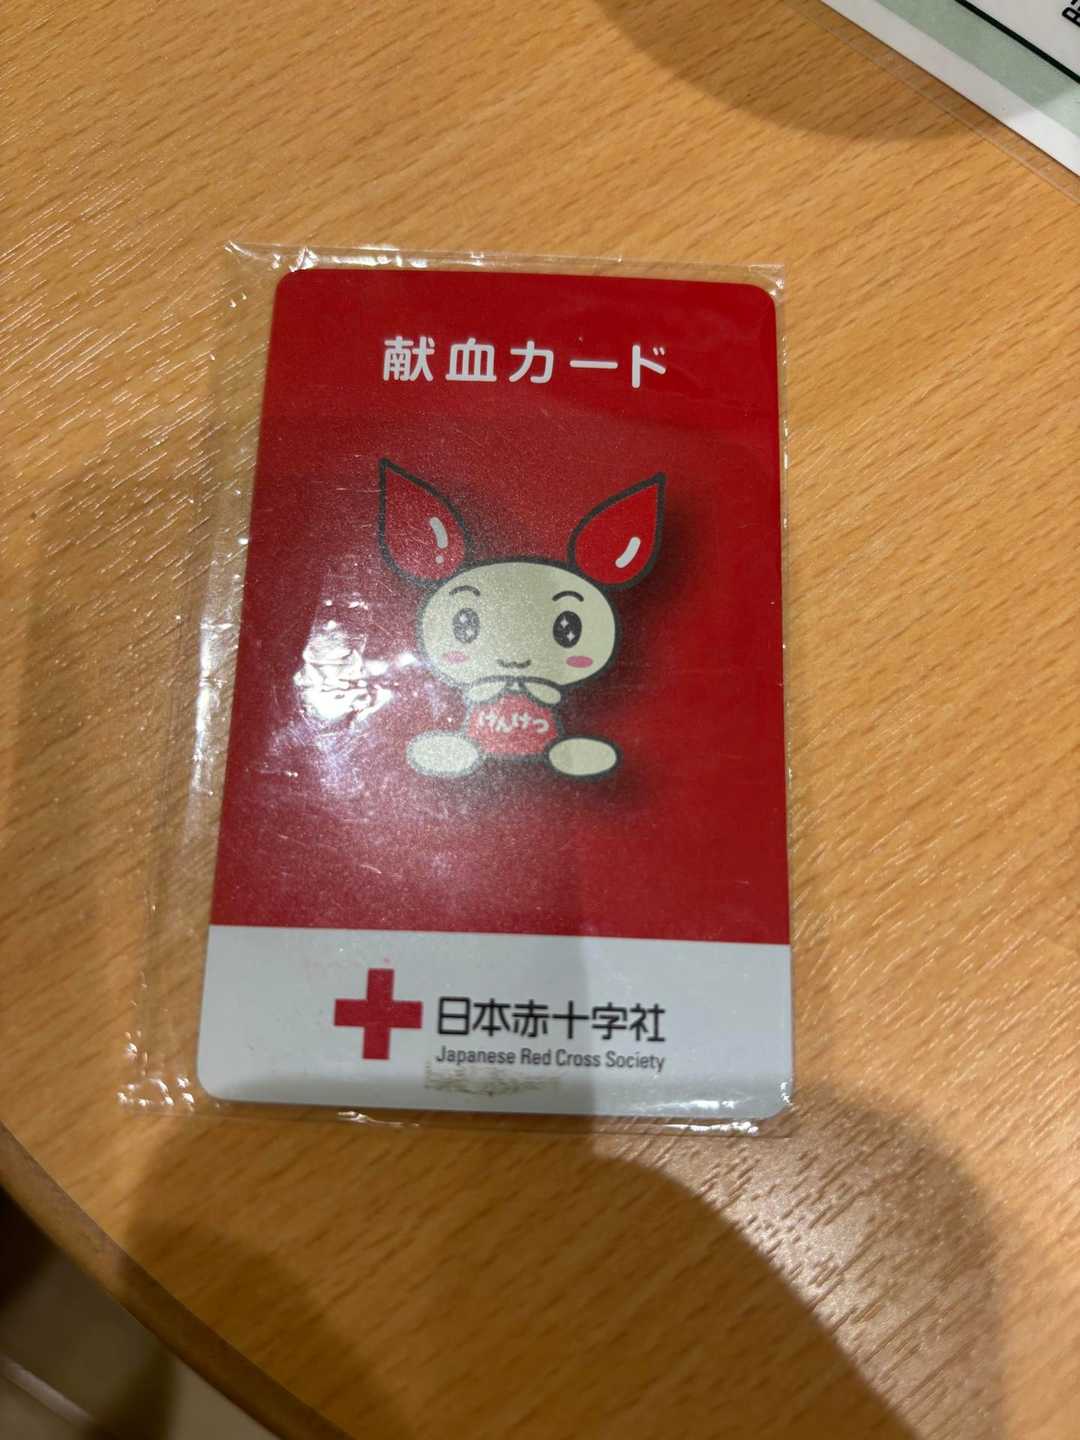 献血カード
けんけつ
日本赤十字社
Japanese Red Cross Society